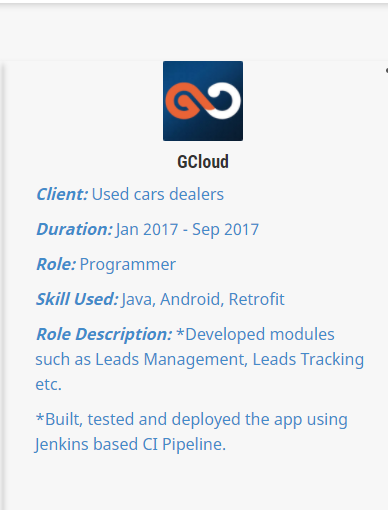 GCloud
Client: Used cars dealers
Duration: Jan 2017 - Sep 2017
Role: Programmer
Skill Used: Java, Android, Retrofit
Role Description: *Developed modules
such as Leads Management, Leads Tracking
etc.
*Built, tested and deployed the app using
Jenkins based CI Pipeline.